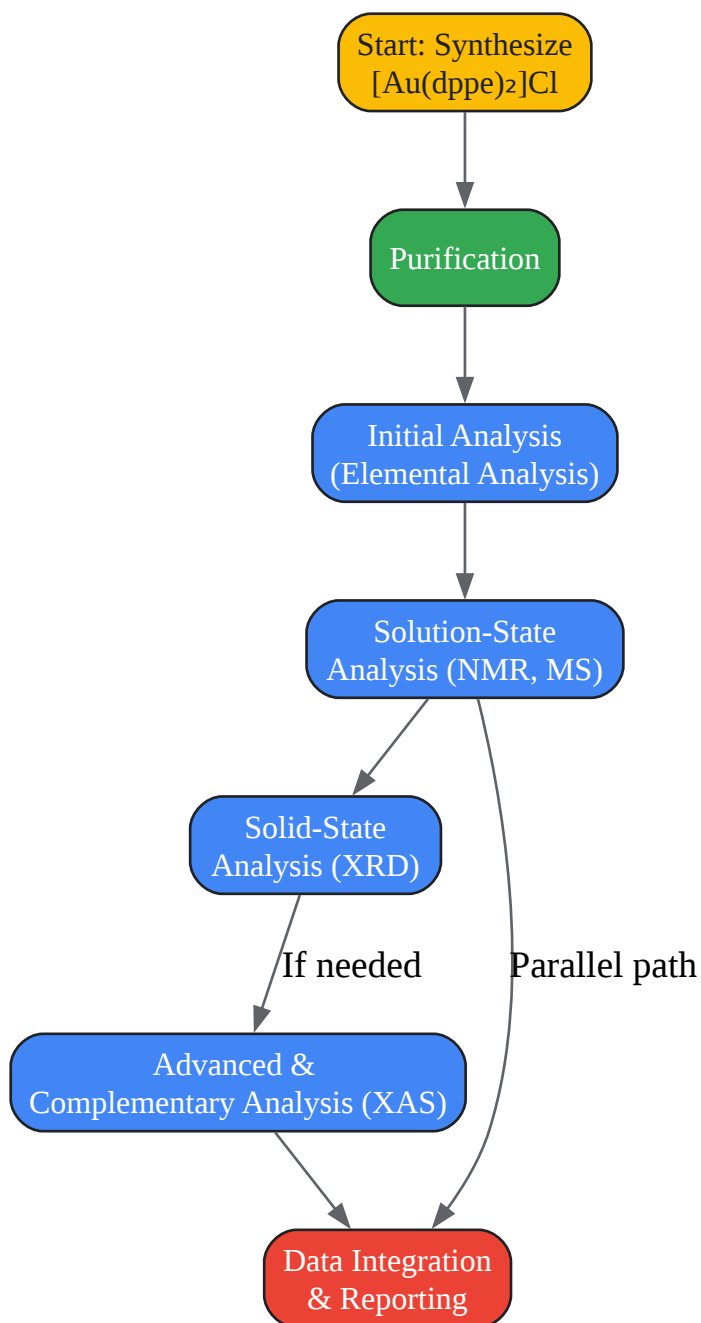 Start: Synthesize
[Au(dppe)₂]Cl
Purification
Initial Analysis
(Elemental Analysis)
Solution-State
Analysis (NMR, MS)
Solid-State
Analysis (XRD)
If needed
Parallel path
Advanced &
Complementary Analysis (XAS)
Data Integration
& Reporting